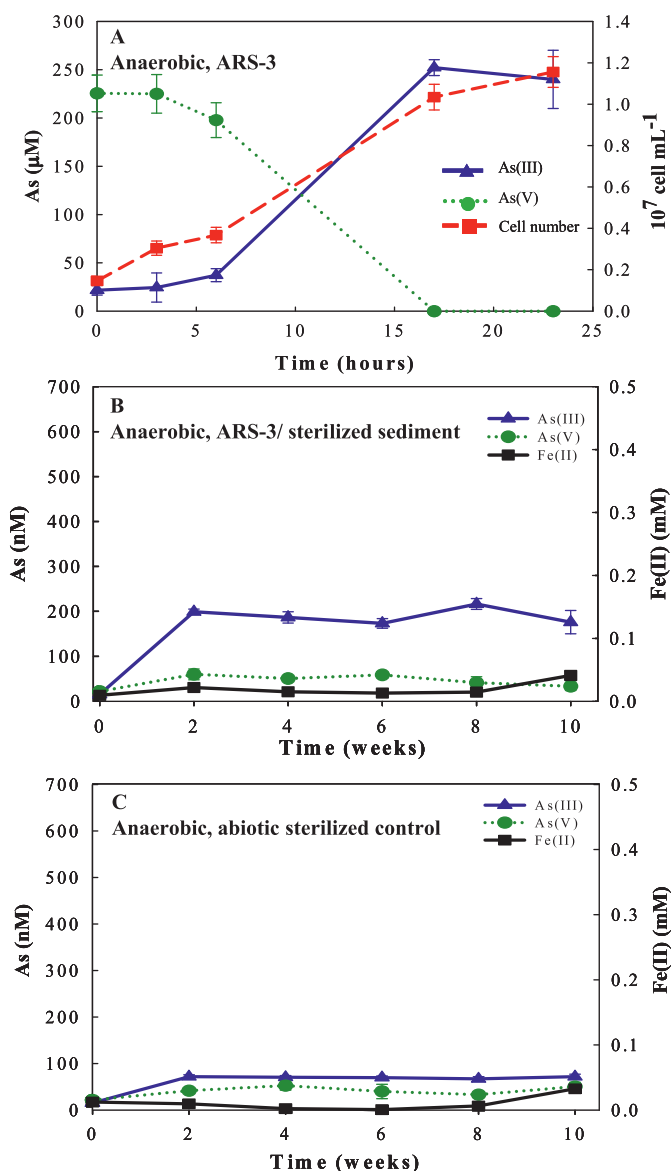 A
Anaerobic, ARS-3
300
250
200
150
100
50
0
As (µM)
1.4
1.2
1.0
0.8
0.6
0.4
0.2
0.0
10⁷ cell mL⁻¹
As(III)
As(V)
Cell number
0 5 10 15 20 25
Time (hours)
B
Anaerobic, ARS-3/ sterilized sediment
700
600
500
400
300
200
100
0
As (nM)
0.5
0.4
0.3
0.2
0.1
0.0
Fe(II) (mM)
As(III)
As(V)
Fe(II)
0 2 4 6 8 10
Time (weeks)
C
Anaerobic, abiotic sterilized control
700
600
500
400
300
200
100
0
As (nM)
0.5
0.4
0.3
0.2
0.1
0.0
Fe(II) (mM)
As(III)
As(V)
Fe(II)
0 2 4 6 8 10
Time (weeks)